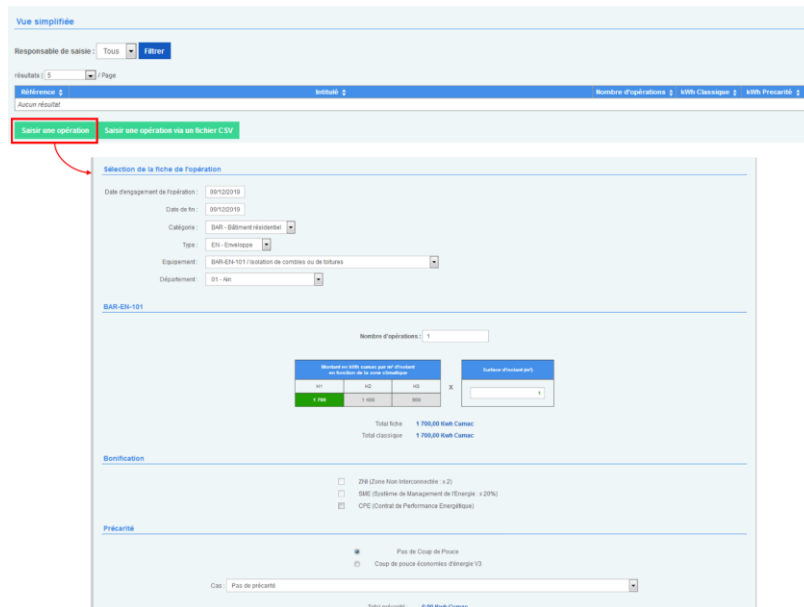 Vue simplifiée
Responsable de saisie : Tous Filtrer
résultats : 5 / Page
Référence Intitulé Nombre d'opérations kWh Classique kWh Precarité
Aucun résultat
Saisir une opération Saisir une opération via un fichier CSV
Sélection de la fiche de l'opération
Date d'engagement de l'opération : 09/12/2019
Date de fin : 09/12/2019
Catégorie : BAR - Bâtiment résidentiel
Type : EN - Enveloppe
Equipement : BAR-EN-101 / Isolation de combles ou de toitures
Département : 01 - Ain
BAR-EN-101
Nombre d'opérations : 1
Montant en kWh cumac par m² d'isolant
en fonction de la zone climatique
Surface d'isolant (m²)
H1 H2 H3 X 1
1 700 1 400 900
Total fiche 1 700,00 Kwh Cumac
Total classique 1 700,00 Kwh Cumac
Bonification
ZNI (Zone Non Interconnectée : x 2)
SME (Système de Management de l'Energie : x 20%)
CPE (Contrat de Performance Energétique)
Précarité
Pas de Coup de Pouce
Coup de pouce économies d'énergie V3
Cas : Pas de précarité
Total précarité : 0,00 Kwh Cumac